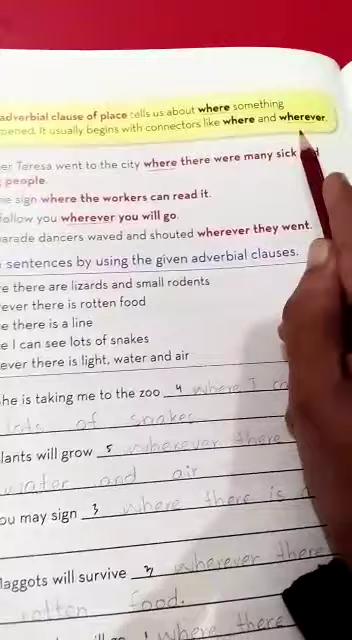 adverbial clause of place tells us about where something
pened. It usually begins with connectors like where and wherever.
er Teresa went to the city where there were many sick
people.
e sign where the workers can read it.
follow you wherever you will go.
arade dancers waved and shouted wherever they went.
sentences by using the given adverbial clauses.
e there are lizards and small rodents
ever there is rotten food
e there is a line
e I can see lots of snakes
ever there is light, water and air
he is taking me to the zoo 4 where I ca
lots of snakes
lants will grow 5 wherever there
water and air
ou may sign 3 where there is a
Maggots will survive 2 wherever there
rotten food.
1 where there